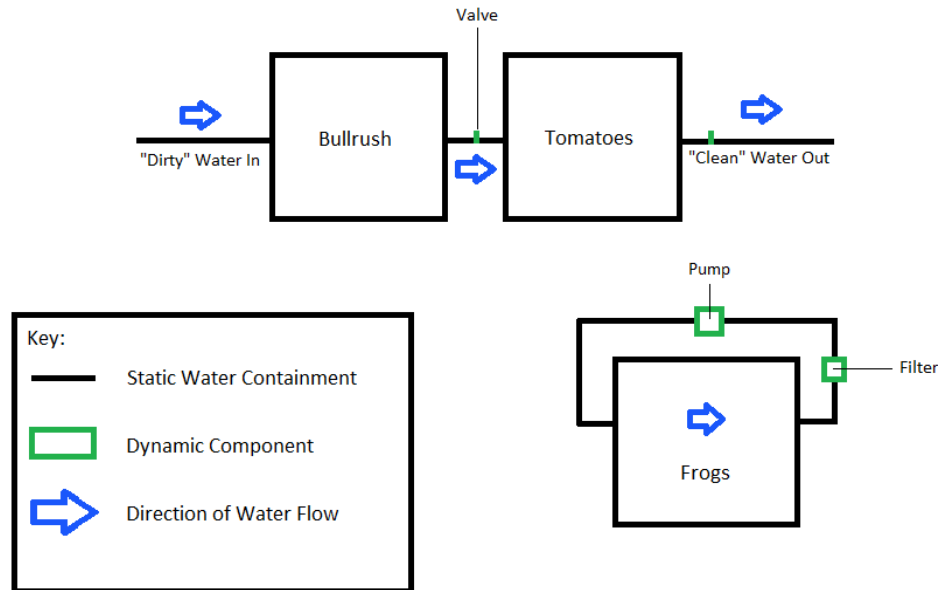 Valve
Bullrush
Tomatoes
"Dirty" Water In
"Clean" Water Out
Pump
Filter
Frogs
Key:
Static Water Containment
Dynamic Component
Direction of Water Flow